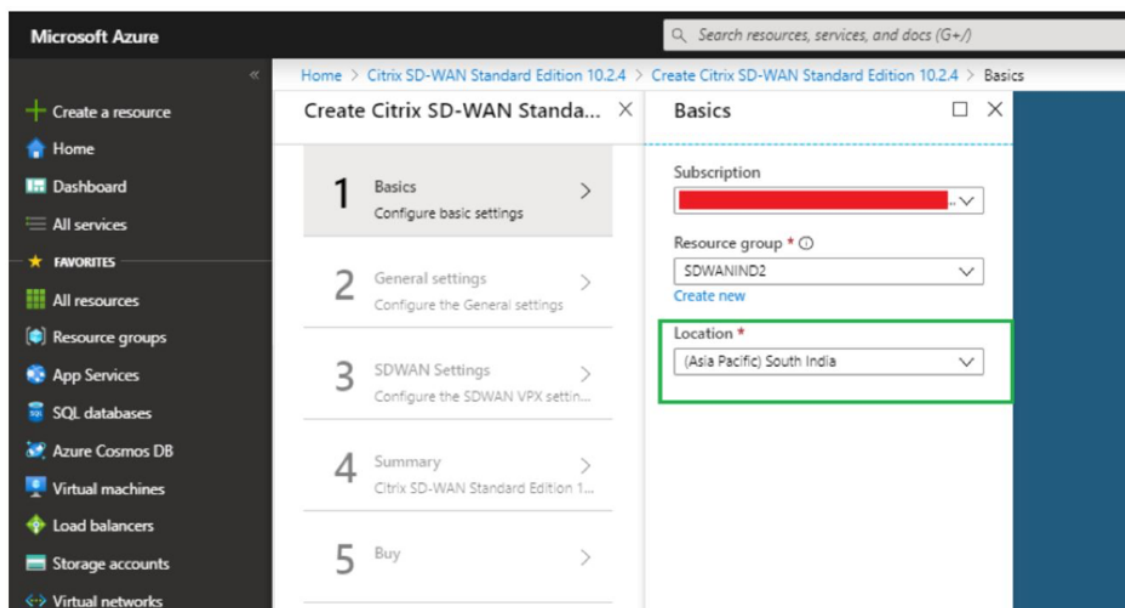 Microsoft Azure
Search resources, services, and docs (G+/)
Home > Citrix SD-WAN Standard Edition 10.2.4 > Create Citrix SD-WAN Standard Edition 10.2.4 > Basics
Create a resource
Home
Dashboard
All services
FAVORITES
All resources
Resource groups
App Services
SQL databases
Azure Cosmos DB
Virtual machines
Load balancers
Storage accounts
Virtual networks
Create Citrix SD-WAN Standa...
1
Basics
Configure basic settings
2
General settings
Configure the General settings
3
SDWAN Settings
Configure the SDWAN VPX settin...
4
Summary
Citrix SD-WAN Standard Edition 1...
5
Buy
Basics
Subscription
Resource group *
SDWANIND2
Create new
Location *
(Asia Pacific) South India